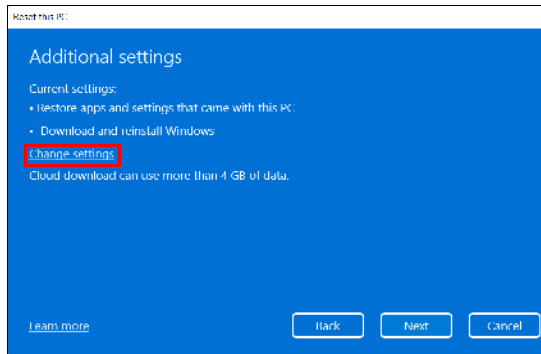 Reset this PC
Additional settings
Current settings:
• Restore apps and settings that came with this PC
• Download and reinstall Windows
Change settings
Cloud download can use more than 4 GB of data.
Learn more
Back
Next
Cancel